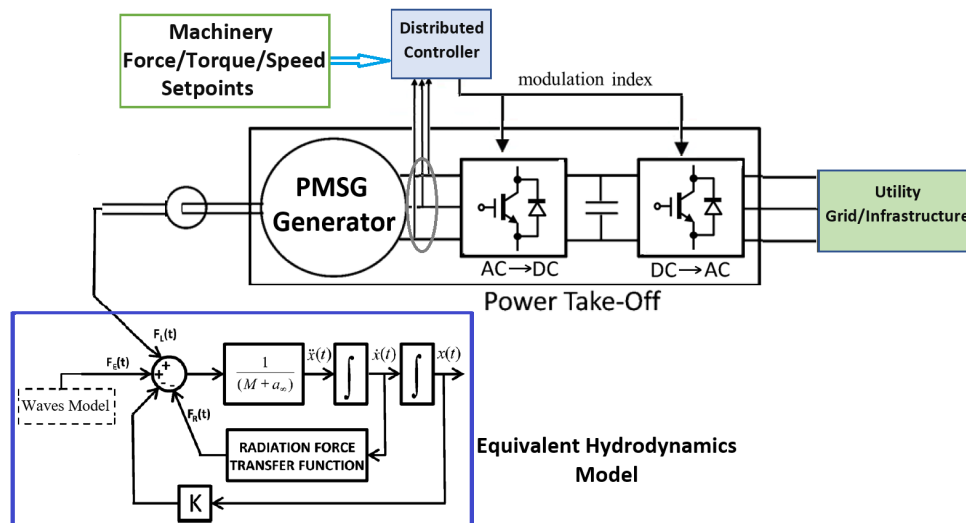 Machinery
Force/Torque/Speed
Setpoints
Distributed
Controller
modulation index
PMSG
Generator
AC→DC
DC→AC
Utility
Grid/Infrastructure
Power Take-Off
F_L(t)
F_E(t)
Waves Model
+
+
-
-
F_R(t)
1
(M + a_∞)
ẍ(t)
∫
ẋ(t)
∫
x(t)
RADIATION FORCE
TRANSFER FUNCTION
K
Equivalent Hydrodynamics
Model